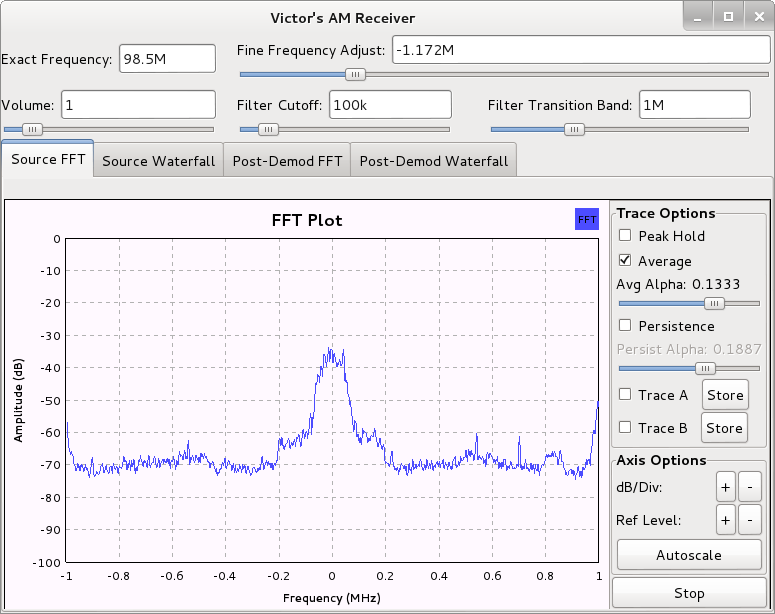 Victor's AM Receiver
Exact Frequency: 98.5M
Fine Frequency Adjust: -1.172M
Volume: 1
Filter Cutoff: 100k
Filter Transition Band: 1M
Source FFT Source Waterfall Post-Demod FFT Post-Demod Waterfall
FFT Plot
FFT
0
-10
-20
-30
-40
-50
-60
-70
-80
-90
-100
Amplitude (dB)
-1 -0.8 -0.6 -0.4 -0.2 0 0.2 0.4 0.6 0.8 1
Frequency (MHz)
Trace Options
Peak Hold
Average
Avg Alpha: 0.1333
Persistence
Persist Alpha: 0.1887
Trace A Store
Trace B Store
Axis Options
dB/Div: + -
Ref Level: + -
Autoscale
Stop